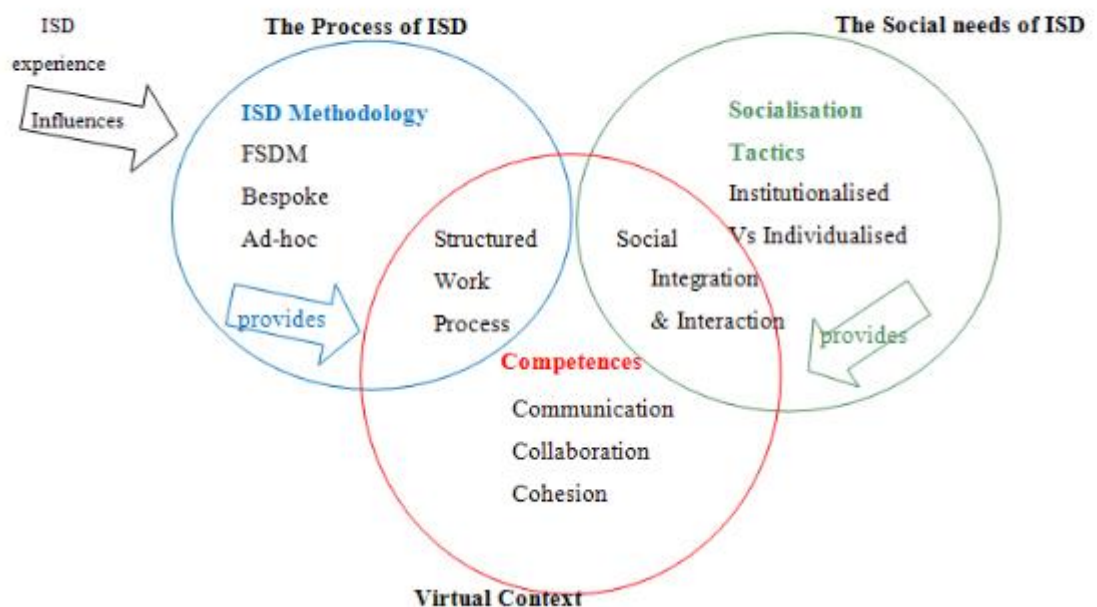 ISD
experience
Influences
The Process of ISD
ISD Methodology
FSDM
Bespoke
Ad-hoc
provides
Structured
Work
Process
The Social needs of ISD
Socialisation
Tactics
Institutionalised
Vs Individualised
provides
Social
Integration
& Interaction
Competences
Communication
Collaboration
Cohesion
Virtual Context